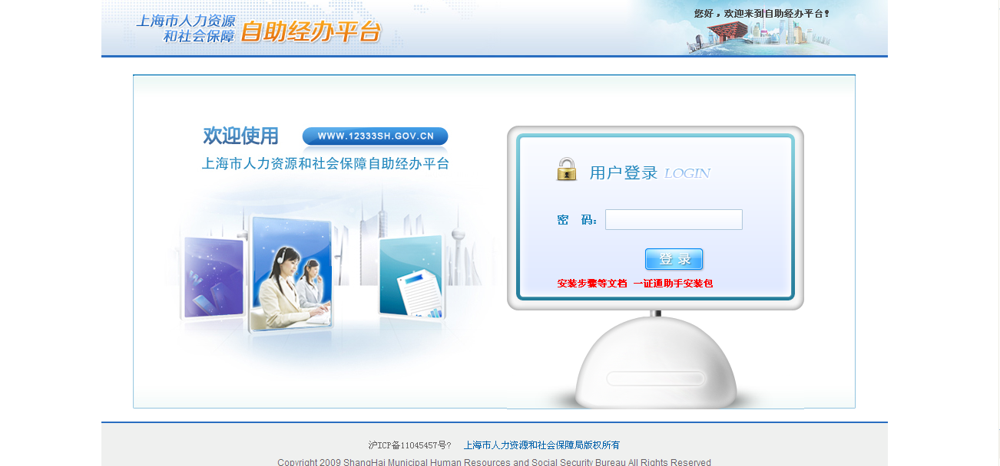 上海市人力资源
和社会保障 自助经办平台
您好，欢迎来到自助经办平台！
欢迎使用 WWW.12333SH.GOV.CN
上海市人力资源和社会保障自助经办平台
用户登录 LOGIN
密 码：
登 录
安装步骤等文档 一证通助手安装包
沪ICP备11045457号? 上海市人力资源和社会保障局版权所有
Copyright 2009 ShangHai Municipal Human Resources and Social Security Bureau All Rights Reserved